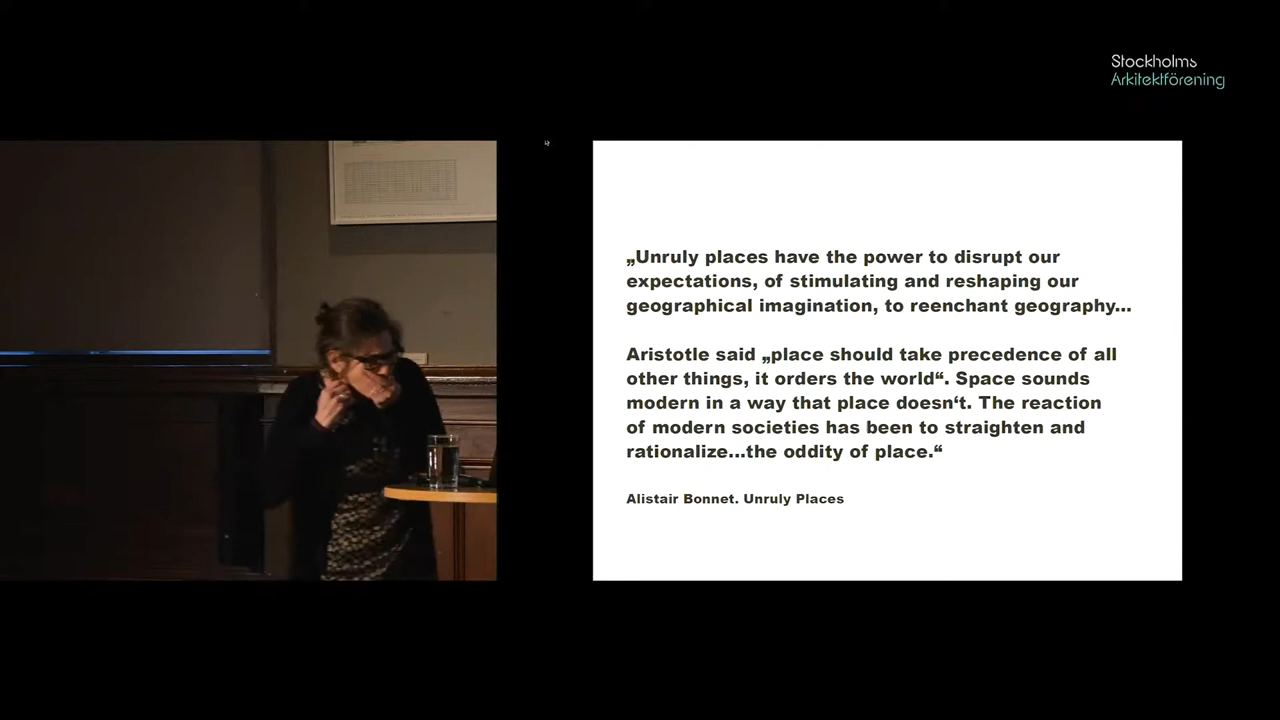 Stockholms
Arkitektförening
„Unruly places have the power to disrupt our
expectations, of stimulating and reshaping our
geographical imagination, to reenchant geography...
Aristotle said „place should take precedence of all
other things, it orders the world“. Space sounds
modern in a way that place doesn‘t. The reaction
of modern societies has been to straighten and
rationalize...the oddity of place.“
Alistair Bonnet. Unruly Places